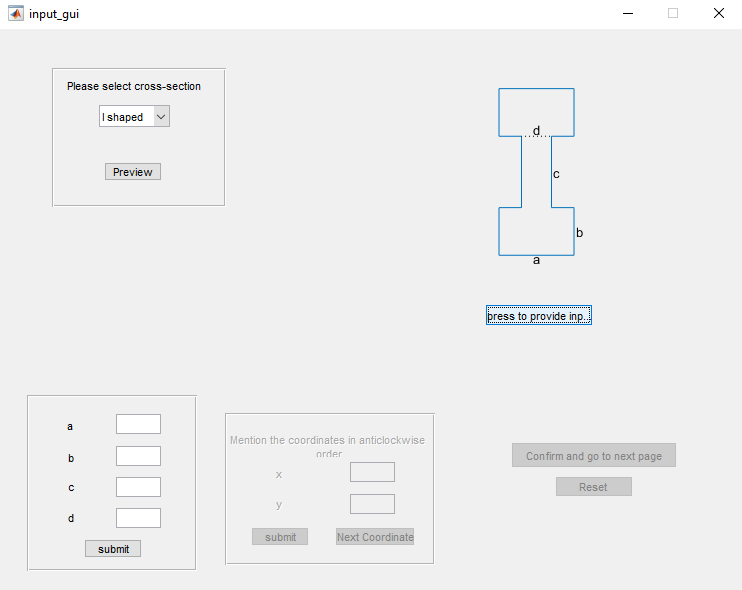 input_gui
Please select cross-section
I shaped
Preview
d
c
b
a
press to provide inp...
a
b
c
d
submit
Mention the coordinates in anticlockwise
order
x
y
submit
Next Coordinate
Confirm and go to next page
Reset